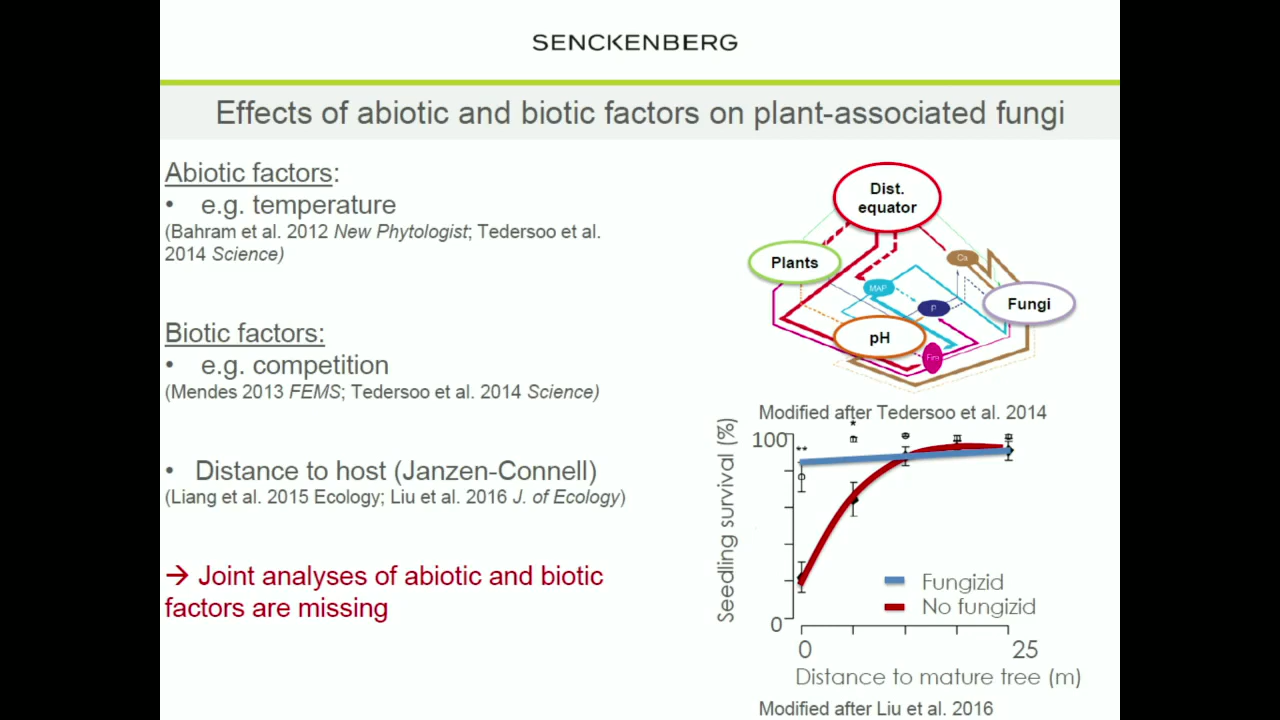 SENCKENBERG
Effects of abiotic and biotic factors on plant-associated fungi
Abiotic factors:
• e.g. temperature
(Bahram et al. 2012 New Phytologist; Tedersoo et al.
2014 Science)
Biotic factors:
• e.g. competition
(Mendes 2013 FEMS; Tedersoo et al. 2014 Science)
• Distance to host (Janzen-Connell)
(Liang et al. 2015 Ecology; Liu et al. 2016 J. of Ecology)
→ Joint analyses of abiotic and biotic
factors are missing
Dist.
equator
Plants
Ca
MAP
Fungi
P
pH
Fire
Modified after Tedersoo et al. 2014
Seedling survival (%)
100
**
*
Fungizid
No fungizid
0
0
25
Distance to mature tree (m)
Modified after Liu et al. 2016